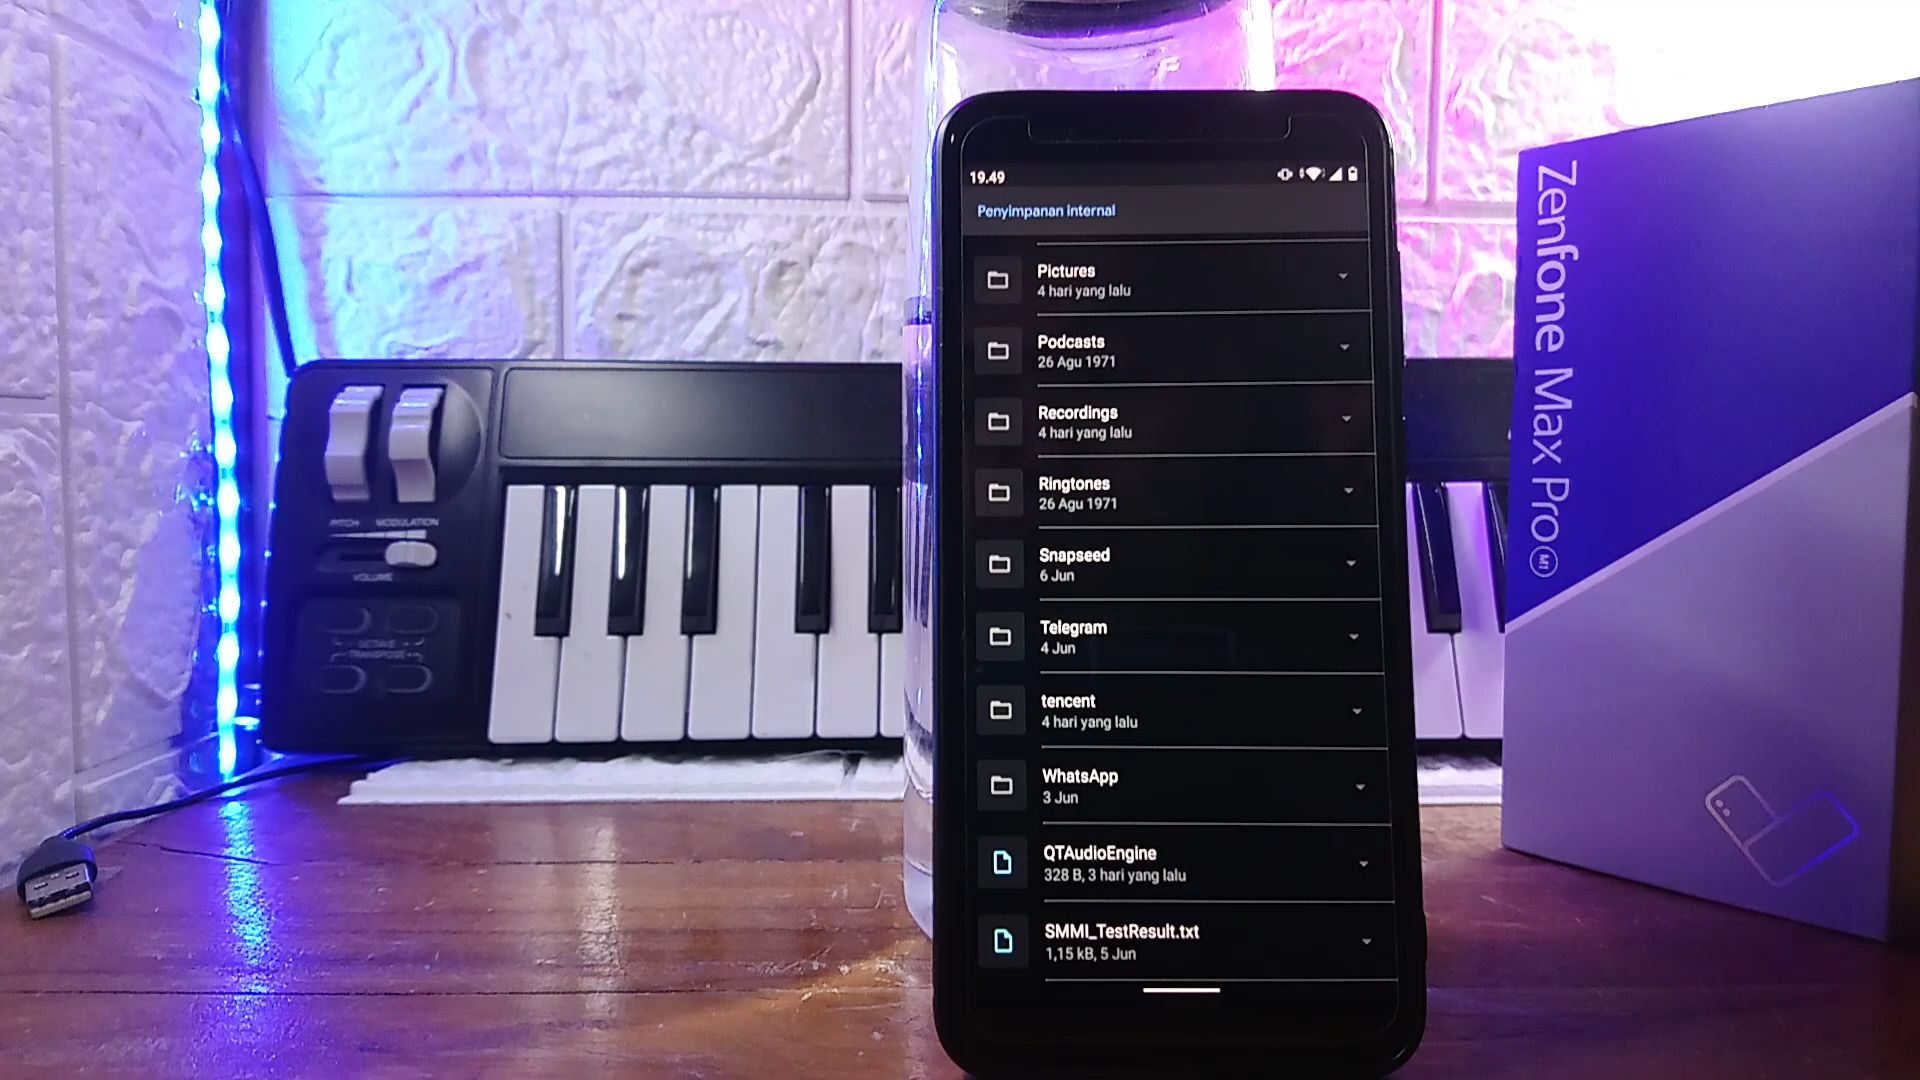 19.49
Penyimpanan internal
Pictures
4 hari yang lalu
Podcasts
26 Agu 1971
Recordings
4 hari yang lalu
Ringtones
26 Agu 1971
Snapseed
6 Jun
Telegram
4 Jun
tencent
4 hari yang lalu
WhatsApp
3 Jun
QTAudioEngine
328 B, 3 hari yang lalu
SMMI_TestResult.txt
1,15 kB, 5 Jun
PITCH MODULATION
VOLUME
OCTAVE
TRANSPOSE
Zenfone Max Pro M1